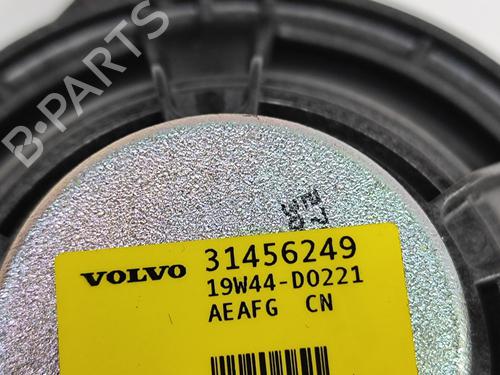 B-PARTS
VOLVO 31456249
19W44-D0221
AEAFG CN